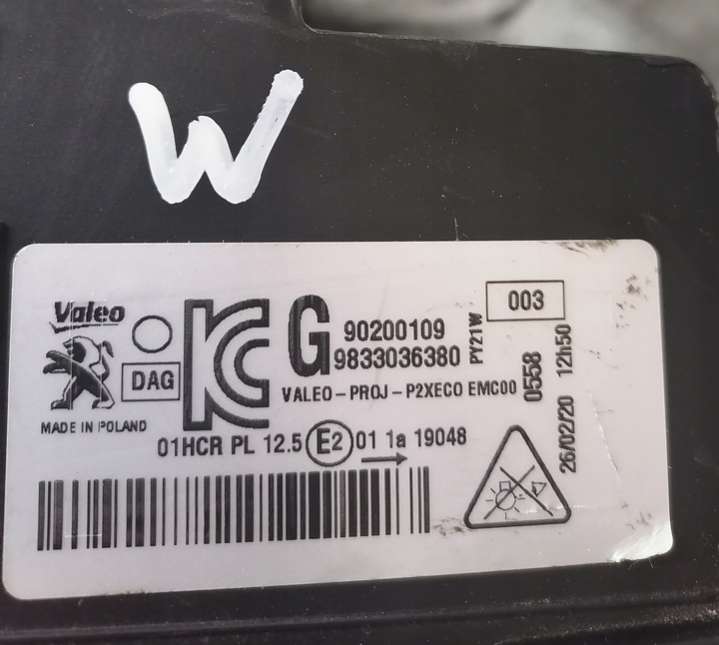 W
Valeo
DAG
MADE IN POLAND
KC
G
90200109
9833036380
PY21W
003
VALEO-PROJ-P2XECO EMC00
0558
26/02/20 12h50
01HCR PL 12.5 E2 01 1a 19048